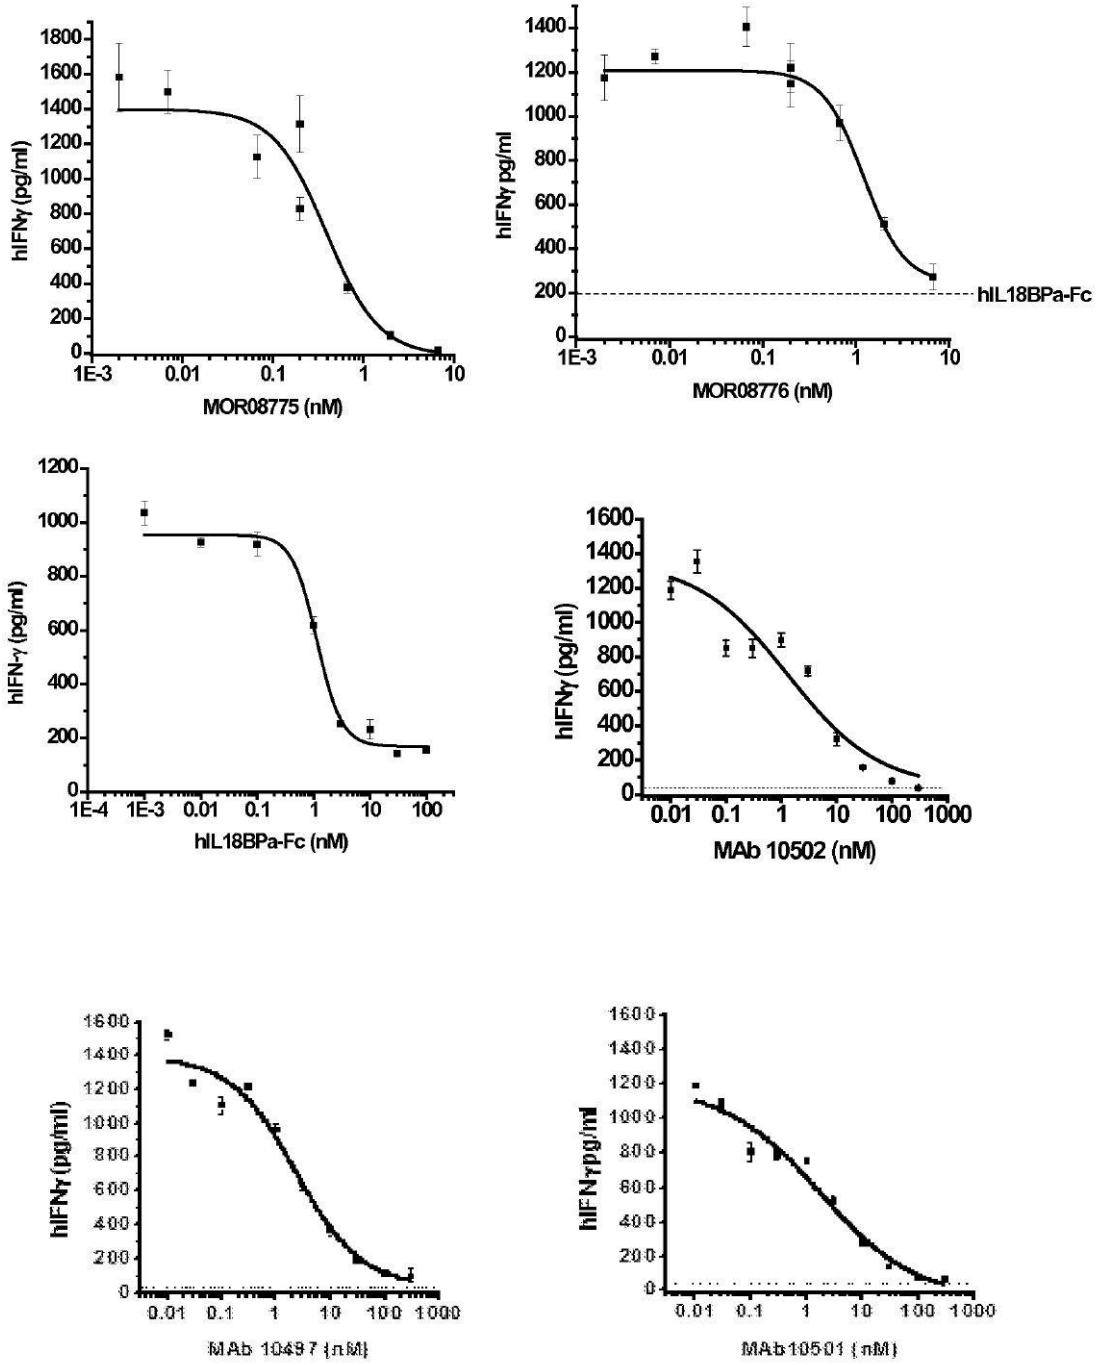 hIFNγ (pg/ml)
1800
1600
1400
1200
1000
800
600
400
200
0
1E-3 0.01 0.1 1 10
MOR08775 (nM)
hIFNγ pg/ml
1400
1200
1000
800
600
400
200
0
hIL18BPa-Fc
1E-3 0.01 0.1 1 10
MOR08776 (nM)
hIFN-γ (pg/ml)
1200
1000
800
600
400
200
0
1E-4 1E-3 0.01 0.1 1 10 100
hIL18BPa-Fc (nM)
hIFNγ (pg/ml)
1600
1400
1200
1000
800
600
400
200
0
0.01 0.1 1 10 100 1000
MAb 10502 (nM)
hIFNγ (pg/ml)
1600
1400
1200
1000
800
600
400
200
0
0.01 0.1 1 10 100 1000
MAb 10497 (nM)
hIFNγpg/ml
1600
1400
1200
1000
800
600
400
200
0
0.01 0.1 1 10 100 1000
MAb10501 (nM)